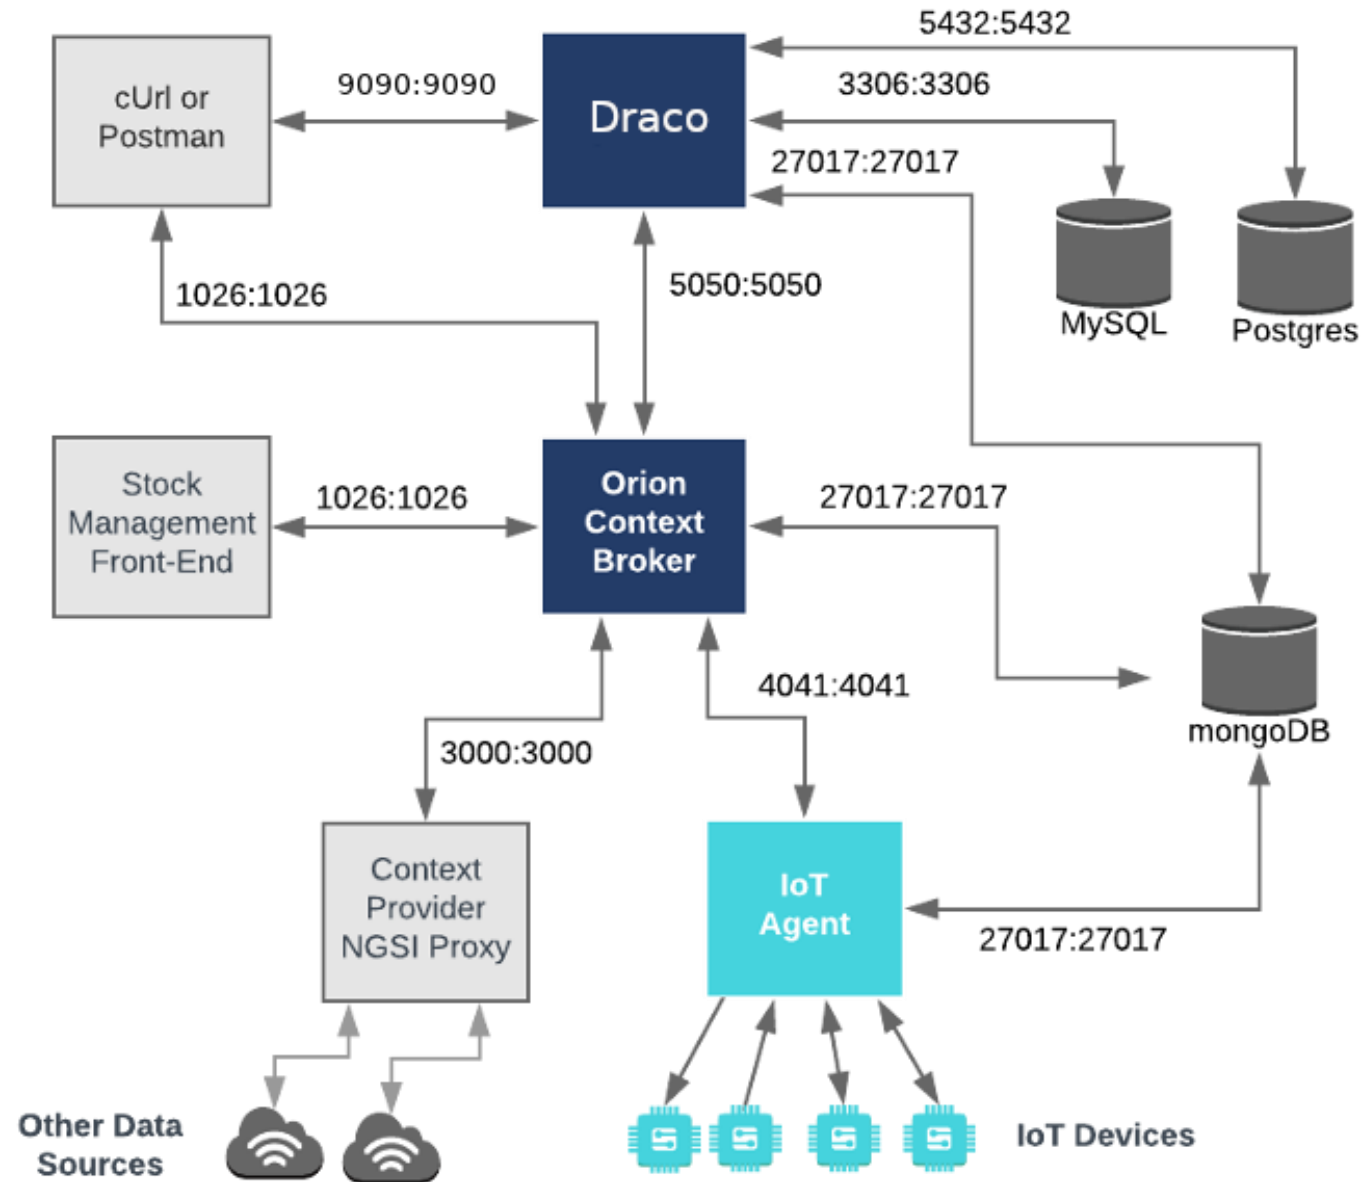 5432:5432
cUrl or
Postman
9090:9090
Draco
3306:3306
27017:27017
1026:1026
5050:5050
MySQL
Postgres
Stock
Management
Front-End
1026:1026
Orion
Context
Broker
27017:27017
4041:4041
3000:3000
mongoDB
Context
Provider
NGSI Proxy
IoT
Agent
27017:27017
Other Data
Sources
IoT Devices